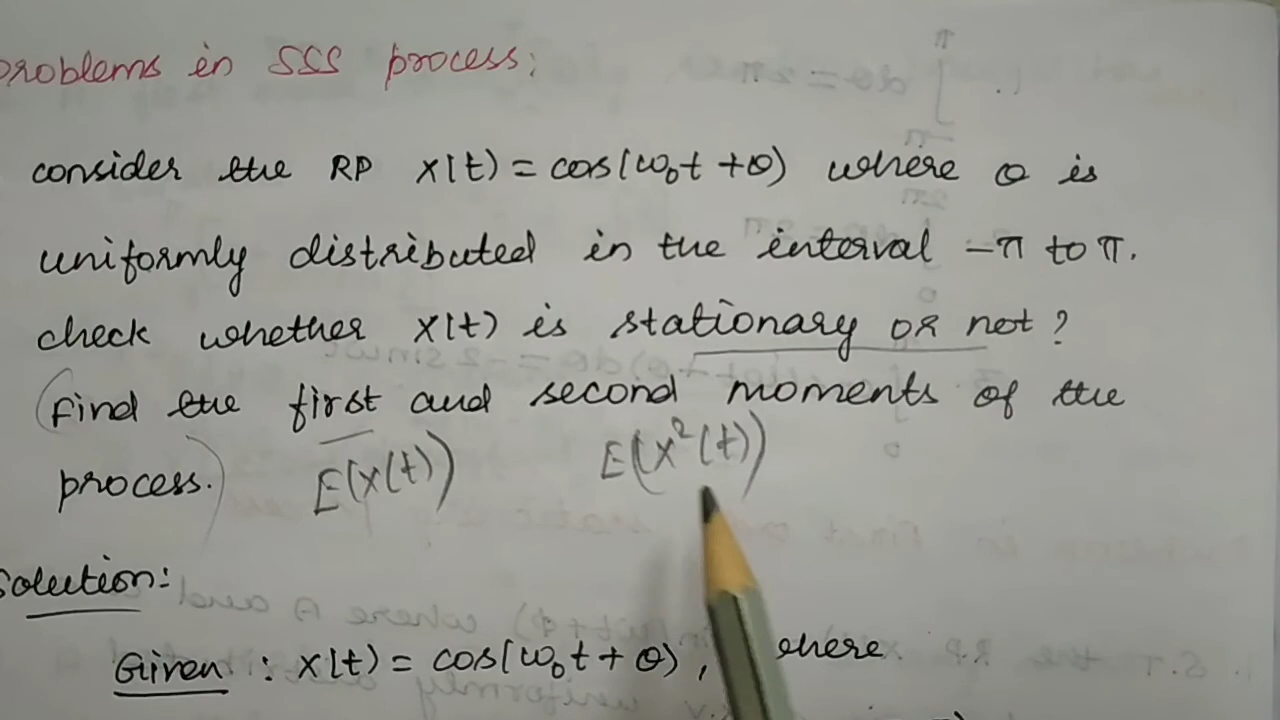 problems in SSS process:
consider the RP X(t) = cos(ω₀t + θ) where θ is
uniformly distributed in the interval -π to π.
check whether X(t) is stationary or not?
(Find the first and second moments of the
process.) E(X(t)) E(X²(t))
Solution:
Given : X(t) = cos(ω₀t + θ), where